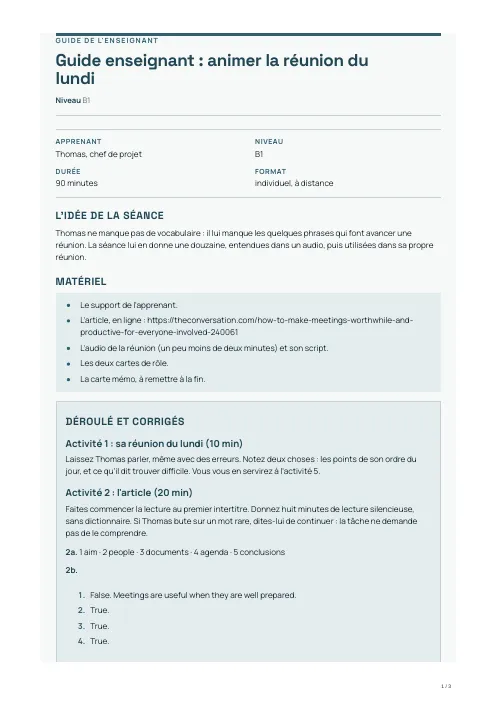 GUIDE DE L'ENSEIGNANT
Guide enseignant : animer la réunion du
lundi
Niveau B1
APPRENANT
Thomas, chef de projet
NIVEAU
B1
DURÉE
90 minutes
FORMAT
individuel, à distance
L'IDÉE DE LA SÉANCE
Thomas ne manque pas de vocabulaire : il lui manque les quelques phrases qui font avancer une
réunion. La séance lui en donne une douzaine, entendues dans un audio, puis utilisées dans sa propre
réunion.
MATÉRIEL
• Le support de l'apprenant.
• L'article, en ligne : https://theconversation.com/how-to-make-meetings-worthwhile-and-
productive-for-everyone-involved-240061
• L'audio de la réunion (un peu moins de deux minutes) et son script.
• Les deux cartes de rôle.
• La carte mémo, à remettre à la fin.
DÉROULÉ ET CORRIGÉS
Activité 1 : sa réunion du lundi (10 min)
Laissez Thomas parler, même avec des erreurs. Notez deux choses : les points de son ordre du
jour, et ce qu'il dit trouver difficile. Vous vous en servirez à l'activité 5.
Activité 2 : l'article (20 min)
Faites commencer la lecture au premier intertitre. Donnez huit minutes de lecture silencieuse,
sans dictionnaire. Si Thomas bute sur un mot rare, dites-lui de continuer : la tâche ne demande
pas de le comprendre.
2a. 1 aim · 2 people · 3 documents · 4 agenda · 5 conclusions
2b.
1. False. Meetings are useful when they are well prepared.
2. True.
3. True.
4. True.
1 / 3